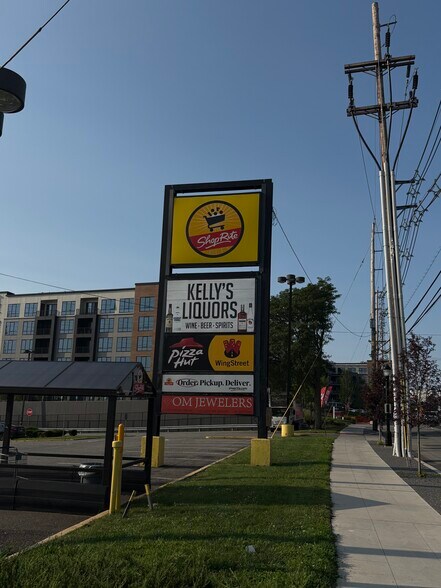 ShopRite
KELLY'S
LIQUORS
WINE - BEER - SPIRITS
Pizza
Hut
WingStreet
Order. Pickup. Deliver.
OM JEWELERS